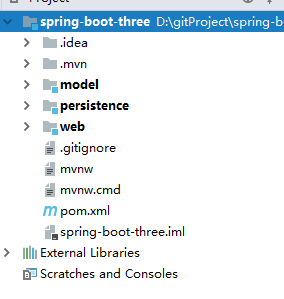 Project
spring-boot-three D:\gitProject\spring-b
.idea
.mvn
model
persistence
web
.gitignore
mvnw
mvnw.cmd
pom.xml
spring-boot-three.iml
External Libraries
Scratches and Consoles